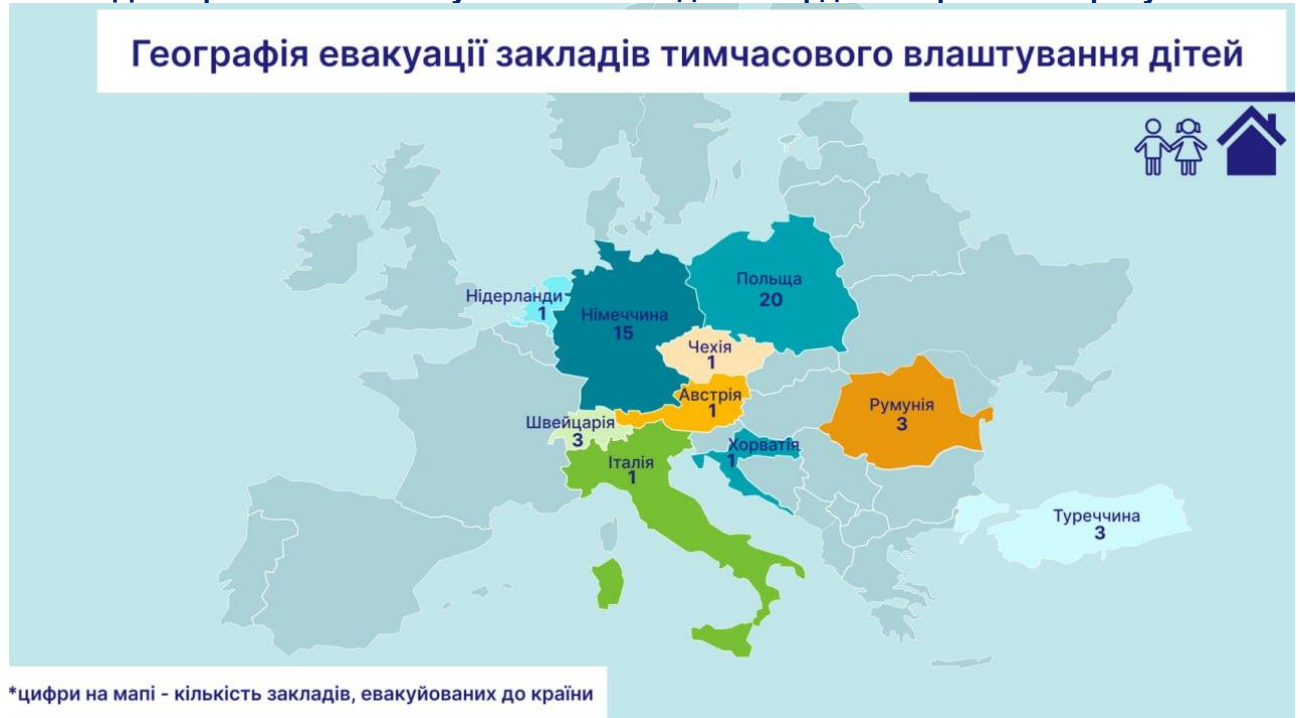 Географія евакуації закладів тимчасового влаштування дітей
Польща
20
Нідерланди
1
Німеччина
15
Чехія
1
Австрія
1
Румунія
3
Швейцарія
3
Хорватія
1
Італія
1
Туреччина
3
*цифри на мапі - кількість закладів, евакуйованих до країни